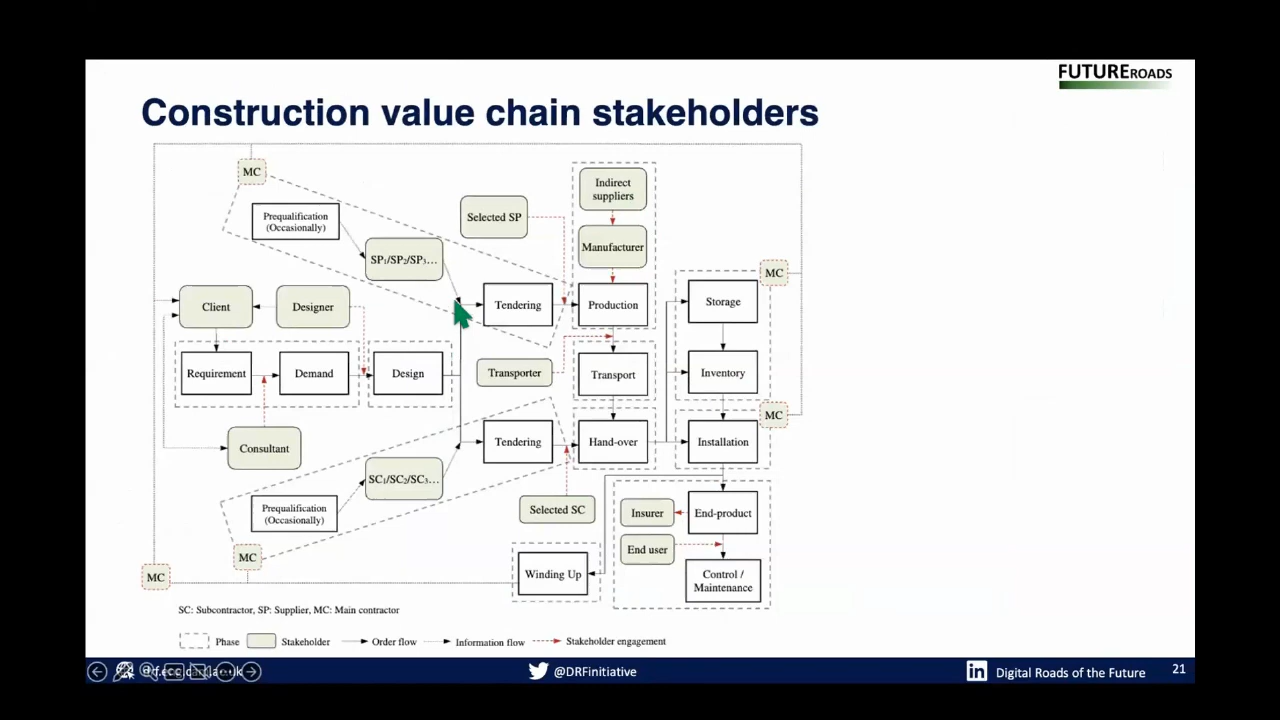 FUTUREROADS
Construction value chain stakeholders
MC
Indirect
suppliers
Prequalification
(Occasionally)
Selected SP
Manufacturer
SP1/SP2/SP3...
MC
Client
Designer
Tendering
Production
Storage
Requirement
Demand
Design
Transporter
Transport
Inventory
MC
Consultant
Tendering
Hand-over
Installation
SC1/SC2/SC3...
Prequalification
(Occasionally)
Selected SC
Insurer
End-product
End user
MC
MC
Winding Up
Control /
Maintenance
SC: Subcontractor, SP: Supplier, MC: Main contractor
Phase
Stakeholder
Order flow
Information flow
Stakeholder engagement
@DRFinitiative
in
Digital Roads of the Future
21